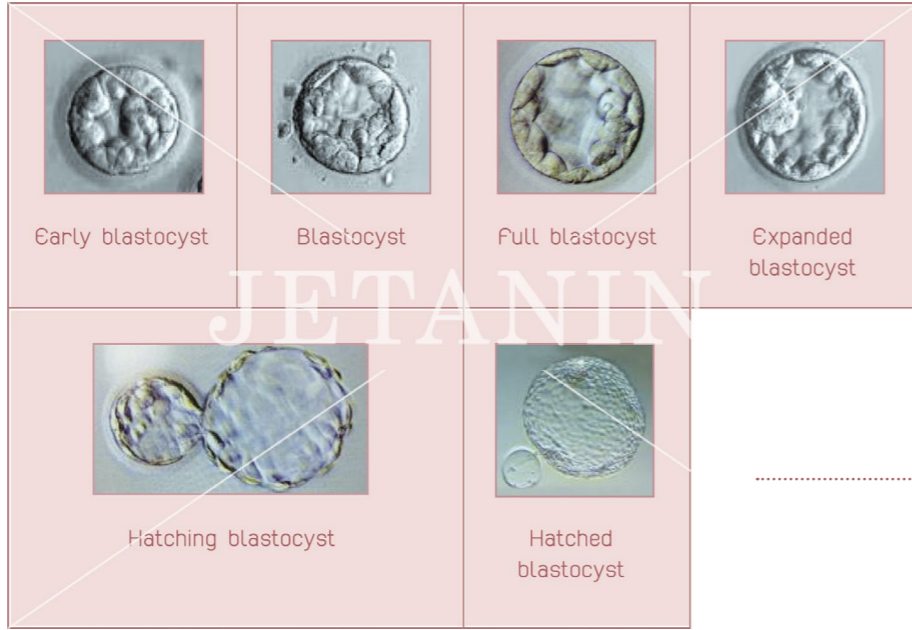 Early blastocyst
Blastocyst
Full blastocyst
Expanded
blastocyst
JETANIN
Hatching blastocyst
Hatched
blastocyst